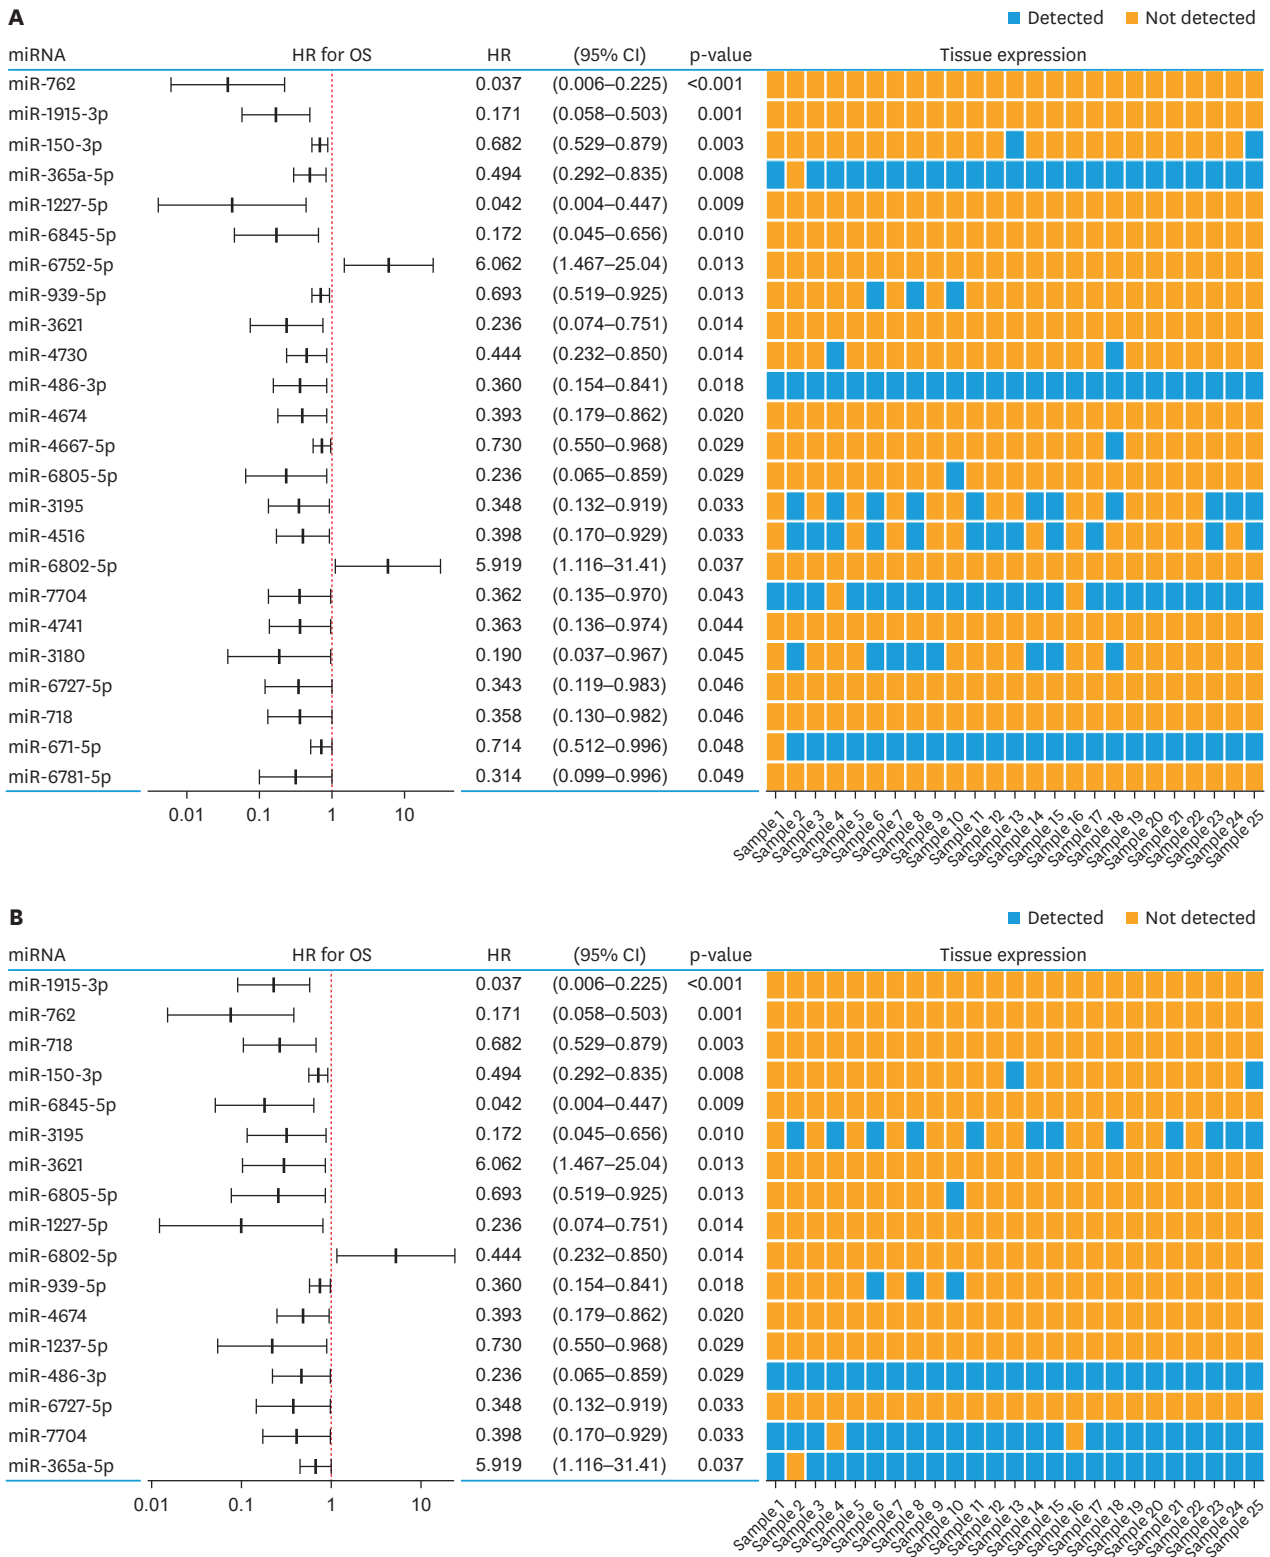 A
Detected Not detected
miRNA HR for OS HR (95% CI) p-value Tissue expression
miR-762 0.037 (0.006–0.225) <0.001
miR-1915-3p 0.171 (0.058–0.503) 0.001
miR-150-3p 0.682 (0.529–0.879) 0.003
miR-365a-5p 0.494 (0.292–0.835) 0.008
miR-1227-5p 0.042 (0.004–0.447) 0.009
miR-6845-5p 0.172 (0.045–0.656) 0.010
miR-6752-5p 6.062 (1.467–25.04) 0.013
miR-939-5p 0.693 (0.519–0.925) 0.013
miR-3621 0.236 (0.074–0.751) 0.014
miR-4730 0.444 (0.232–0.850) 0.014
miR-486-3p 0.360 (0.154–0.841) 0.018
miR-4674 0.393 (0.179–0.862) 0.020
miR-4667-5p 0.730 (0.550–0.968) 0.029
miR-6805-5p 0.236 (0.065–0.859) 0.029
miR-3195 0.348 (0.132–0.919) 0.033
miR-4516 0.398 (0.170–0.929) 0.033
miR-6802-5p 5.919 (1.116–31.41) 0.037
miR-7704 0.362 (0.135–0.970) 0.043
miR-4741 0.363 (0.136–0.974) 0.044
miR-3180 0.190 (0.037–0.967) 0.045
miR-6727-5p 0.343 (0.119–0.983) 0.046
miR-718 0.358 (0.130–0.982) 0.046
miR-671-5p 0.714 (0.512–0.996) 0.048
miR-6781-5p 0.314 (0.099–0.996) 0.049
0.01 0.1 1 10
Sample 1 Sample 2 Sample 3 Sample 4 Sample 5 Sample 6 Sample 7 Sample 8 Sample 9 Sample 10 Sample 11 Sample 12 Sample 13 Sample 14 Sample 15 Sample 16 Sample 17 Sample 18 Sample 19 Sample 20 Sample 21 Sample 22 Sample 23 Sample 24 Sample 25
B
Detected Not detected
miRNA HR for OS HR (95% CI) p-value Tissue expression
miR-1915-3p 0.037 (0.006–0.225) <0.001
miR-762 0.171 (0.058–0.503) 0.001
miR-718 0.682 (0.529–0.879) 0.003
miR-150-3p 0.494 (0.292–0.835) 0.008
miR-6845-5p 0.042 (0.004–0.447) 0.009
miR-3195 0.172 (0.045–0.656) 0.010
miR-3621 6.062 (1.467–25.04) 0.013
miR-6805-5p 0.693 (0.519–0.925) 0.013
miR-1227-5p 0.236 (0.074–0.751) 0.014
miR-6802-5p 0.444 (0.232–0.850) 0.014
miR-939-5p 0.360 (0.154–0.841) 0.018
miR-4674 0.393 (0.179–0.862) 0.020
miR-1237-5p 0.730 (0.550–0.968) 0.029
miR-486-3p 0.236 (0.065–0.859) 0.029
miR-6727-5p 0.348 (0.132–0.919) 0.033
miR-7704 0.398 (0.170–0.929) 0.033
miR-365a-5p 5.919 (1.116–31.41) 0.037
0.01 0.1 1 10
Sample 1 Sample 2 Sample 3 Sample 4 Sample 5 Sample 6 Sample 7 Sample 8 Sample 9 Sample 10 Sample 11 Sample 12 Sample 13 Sample 14 Sample 15 Sample 16 Sample 17 Sample 18 Sample 19 Sample 20 Sample 21 Sample 22 Sample 23 Sample 24 Sample 25